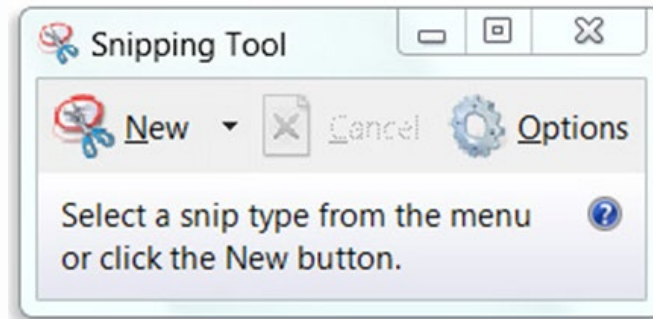 Snipping Tool
New Cancel Options
Select a snip type from the menu
or click the New button.